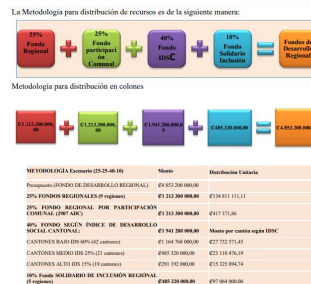 La Metodología para distribución de recursos es de la siguiente manera:
25%
Fondo
Regional
25%
Fondo
participaci
ón
Comunal
40%
Fondo
IDSC
10%
Fondo
Solidario
Inclusión
Fondos de
Desarroll
Regional
Metodología para distribución en colones
₡1.213.300.000,
00
₡1.213.300.000,
00
₡1.941.280.000,0
₡485.320.000,00
₡4.853.200.000
METODOLOGÍA Escenario (25-25-40-10) Monto Distribución Unitaria
Presupuesto (FONDO DE DESARROLLO REGIONAL) ₡4 853 200 000,00
25% FONDOS REGIONALES (9 regiones) ₡1 213 300 000,00 ₡134 811 111,11
25% FONDO REGIONAL POR PARTICIPACIÓN
COMUNAL (2907 ADC) ₡1 213 300 000,00 ₡417 371,86
40% FONDO SEGÚN ÍNDICE DE DESARROLLO
SOCIAL CANTONAL: ₡1 941 280 000,00 Monto por cantón según IDSC
CANTONES BAJO IDS 60% (42 cantones) ₡1 164 768 000,00 ₡27 732 571,43
CANTONES MEDIO IDS 25% (21 cantones) ₡485 320 000,00 ₡23 110 476,19
CANTONES ALTO IDS 15% (19 cantones) ₡291 192 000,00 ₡15 325 894,74
10% Fondo SOLIDARIO DE INCLUSIÓN REGIONAL
(5 regiones) ₡485 320 000,00 ₡97 064 000,00